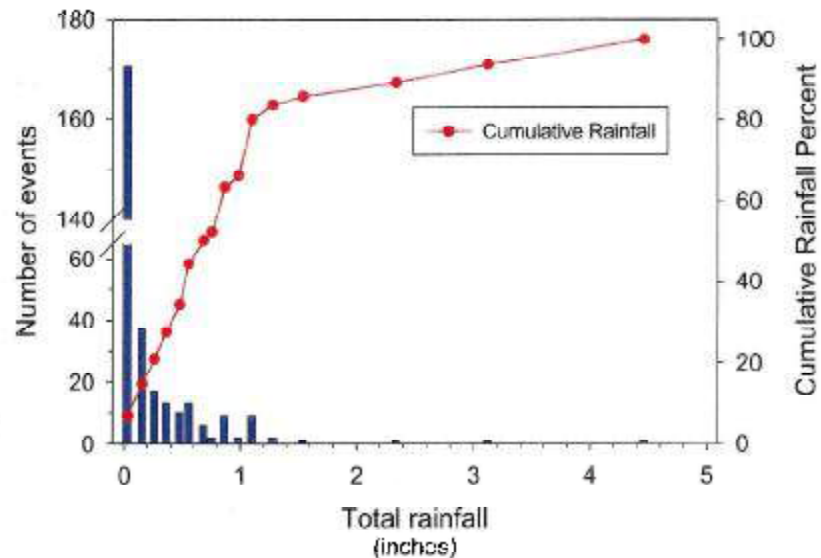 180
160
140
60
40
20
0
Number of events
0 1 2 3 4 5
Total rainfall
(inches)
Cumulative Rainfall
100
80
60
40
20
0
Cumulative Rainfall Percent